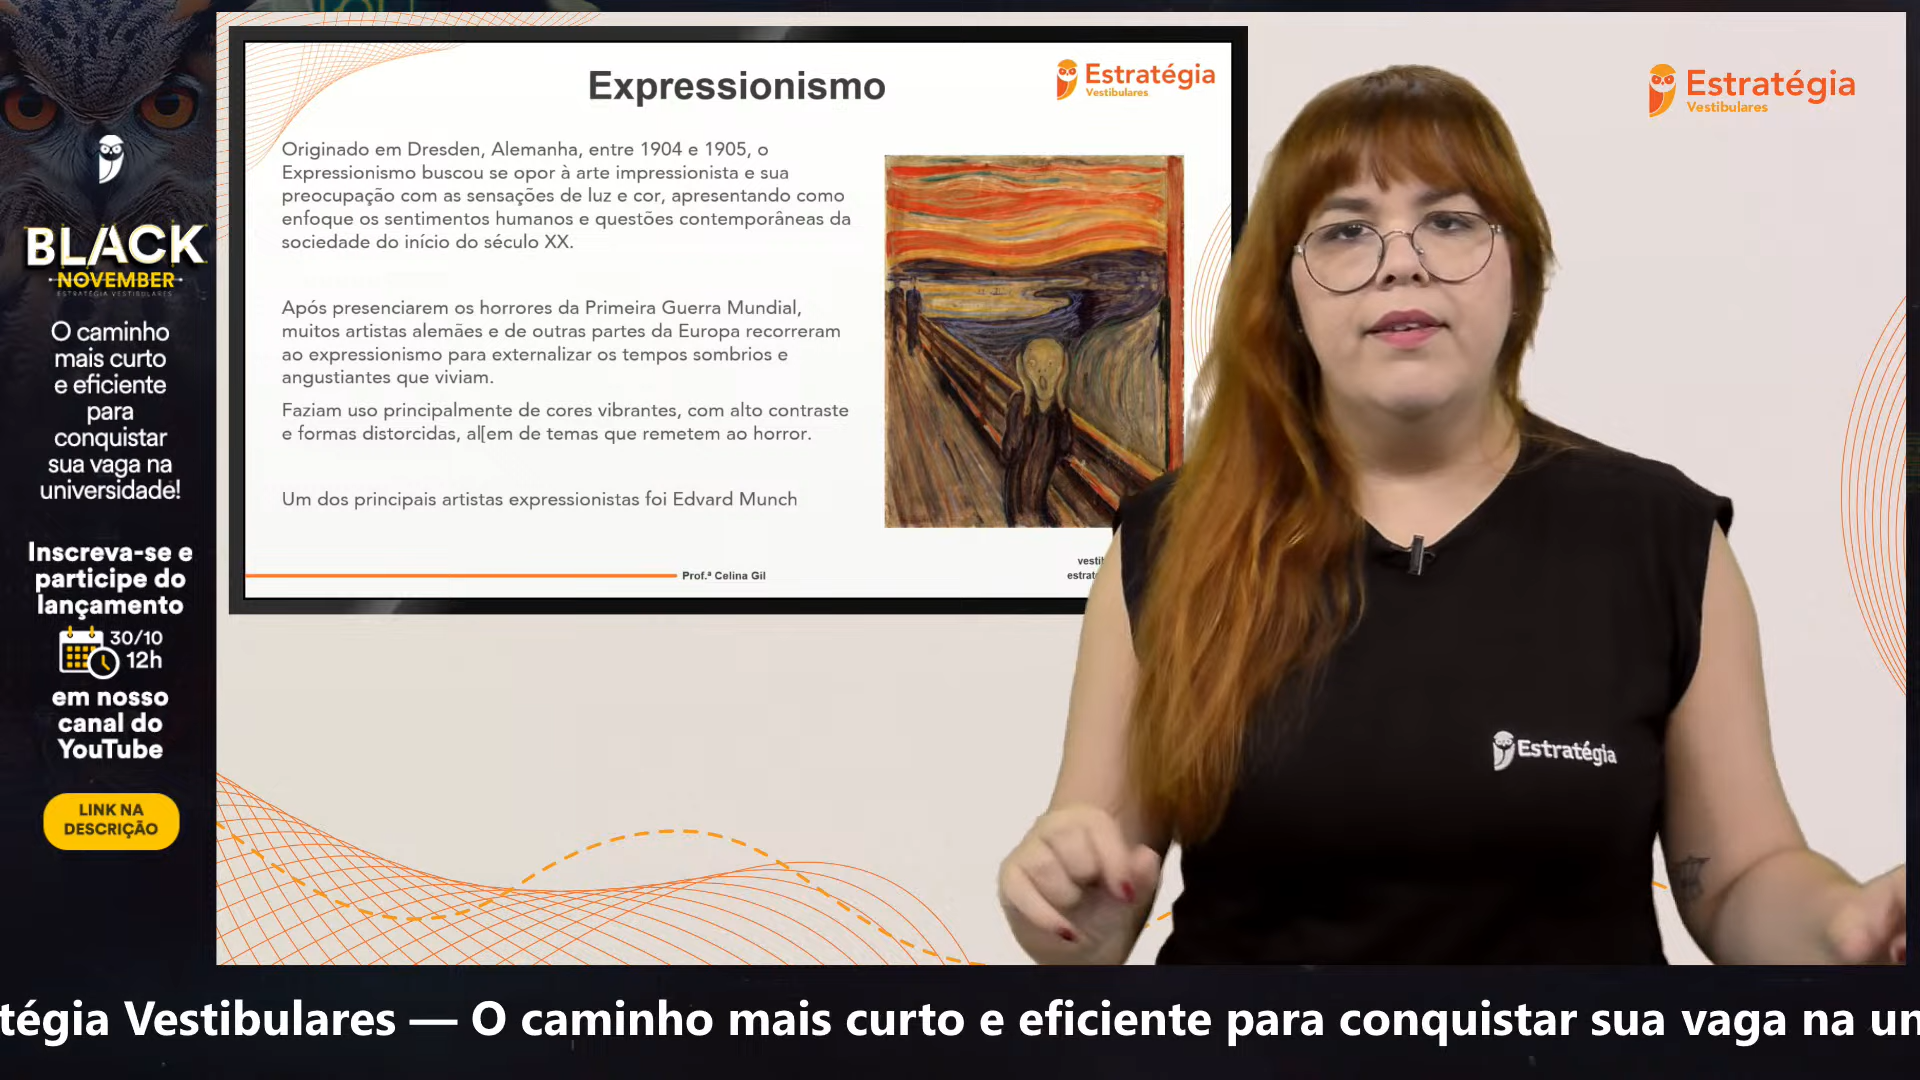 BLACK
NOVEMBER
ESTRATÉGIA VESTIBULARES
O caminho
mais curto
e eficiente
para
conquistar
sua vaga na
universidade!
Inscreva-se e
participe do
lançamento
30/10
12h
em nosso
canal do
YouTube
LINK NA
DESCRIÇÃO
Expressionismo
Estratégia
Vestibulares
Originado em Dresden, Alemanha, entre 1904 e 1905, o
Expressionismo buscou se opor à arte impressionista e sua
preocupação com as sensações de luz e cor, apresentando como
enfoque os sentimentos humanos e questões contemporâneas da
sociedade do início do século XX.
Após presenciarem os horrores da Primeira Guerra Mundial,
muitos artistas alemães e de outras partes da Europa recorreram
ao expressionismo para externalizar os tempos sombrios e
angustiantes que viviam.
Faziam uso principalmente de cores vibrantes, com alto contraste
e formas distorcidas, al[em de temas que remetem ao horror.
Um dos principais artistas expressionistas foi Edvard Munch
Prof.ª Celina Gil
Estratégia
Vestibulares
Estratégia
tégia Vestibulares — O caminho mais curto e eficiente para conquistar sua vaga na un